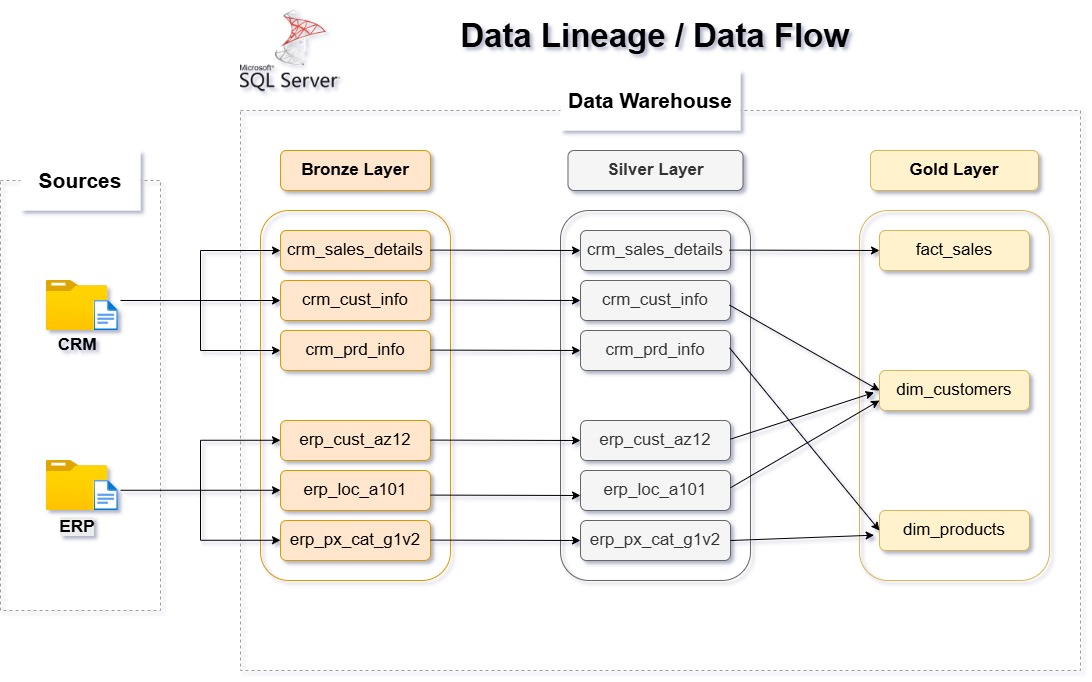 Data Lineage / Data Flow
Microsoft®
SQL Server
Data Warehouse
Sources
Bronze Layer
Silver Layer
Gold Layer
crm_sales_details
crm_sales_details
fact_sales
crm_cust_info
crm_cust_info
CRM
crm_prd_info
crm_prd_info
dim_customers
erp_cust_az12
erp_cust_az12
erp_loc_a101
erp_loc_a101
ERP
erp_px_cat_g1v2
erp_px_cat_g1v2
dim_products